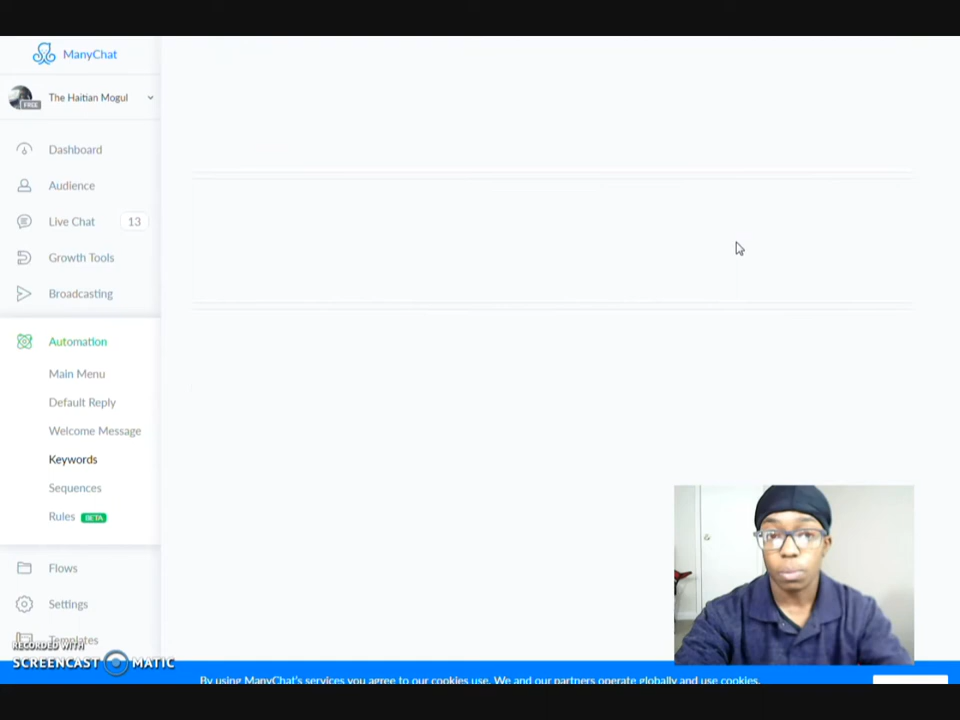 ManyChat
FREE
The Haitian Mogul
Dashboard
Audience
Live Chat 13
Growth Tools
Broadcasting
Automation
Main Menu
Default Reply
Welcome Message
Keywords
Sequences
Rules BETA
Flows
Settings
Templates
RECORDED WITH
SCREENCAST MATIC
By using ManyChat's services you agree to our cookies use. We and our partners operate globally and use cookies,